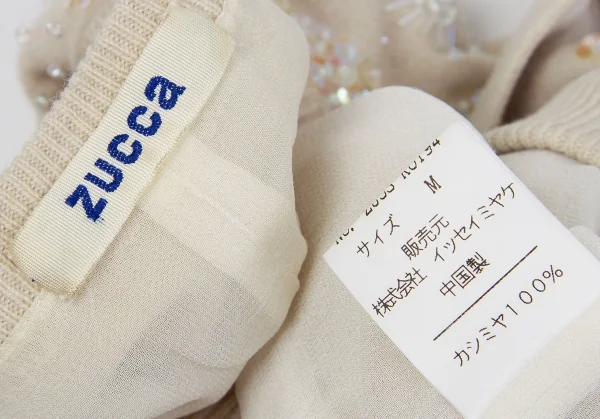 zucca
サイズ M
販売元
株式会社 イッセイミヤケ
中国製
カシミヤ100%